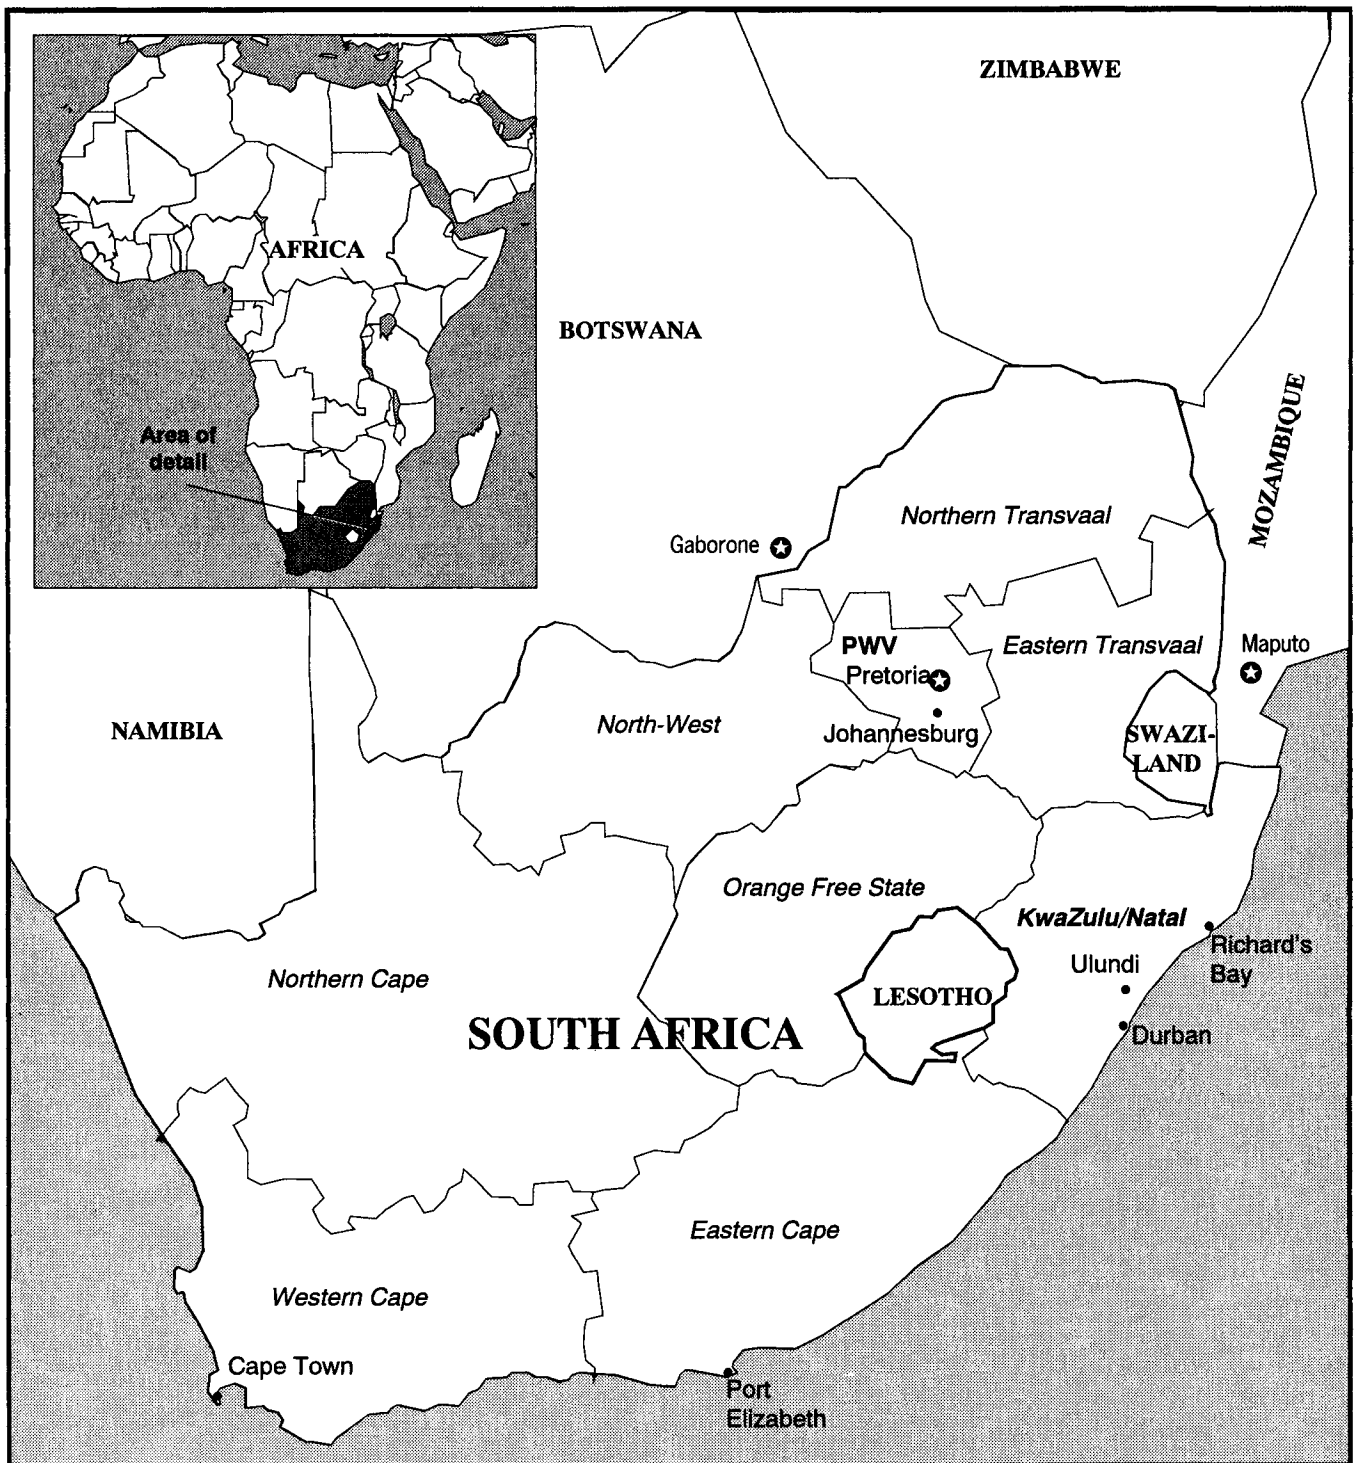 ZIMBABWE
AFRICA
BOTSWANA
Area of
detail
MOZAMBIQUE
Northern Transvaal
Gaborone
PWV
Pretoria
Eastern Transvaal
Maputo
NAMIBIA
North-West
Johannesburg
SWAZI-
LAND
Orange Free State
KwaZulu/Natal
Richard's
Bay
Ulundi
Northern Cape
LESOTHO
SOUTH AFRICA
Durban
Eastern Cape
Western Cape
Cape Town
Port
Elizabeth